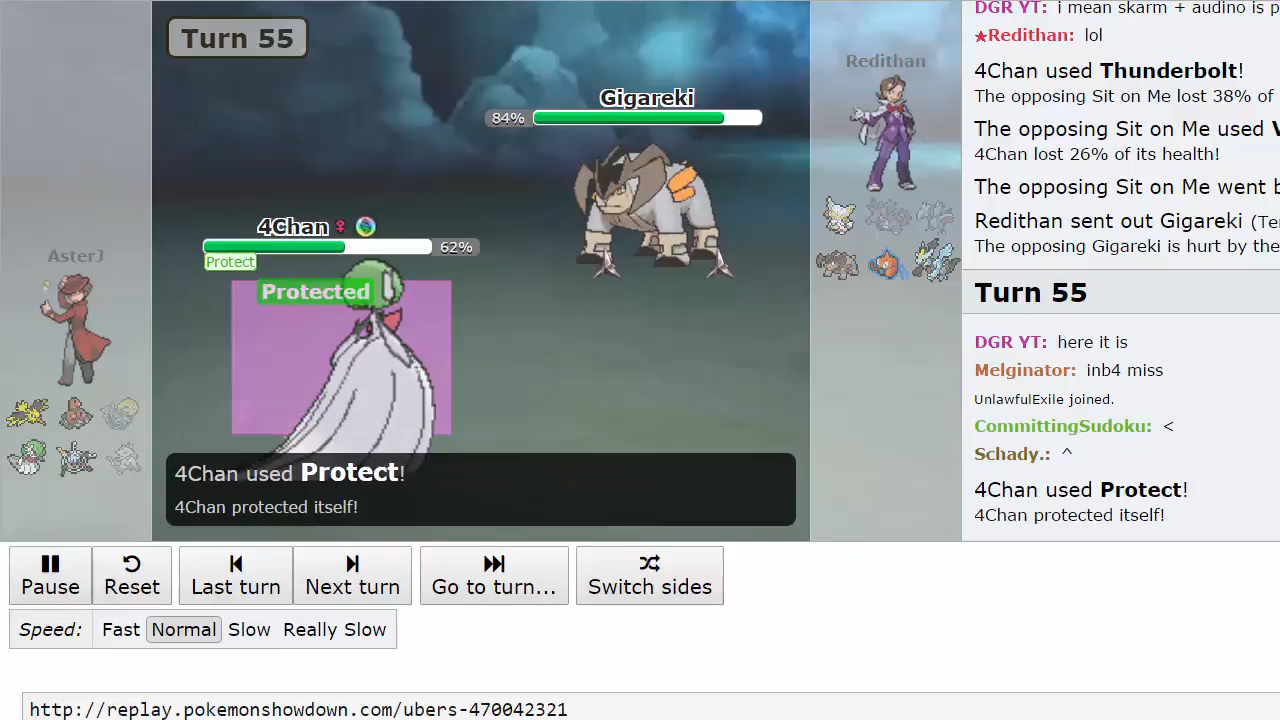 Turn 55
Gigareki
84%
4Chan
62%
Protect
Protected
4Chan used Protect!
4Chan protected itself!
AsterJ
Redithan
DGR YT: i mean skarm + audino is p
★Redithan: lol
4Chan used Thunderbolt!
The opposing Sit on Me lost 38% of
The opposing Sit on Me used V
4Chan lost 26% of its health!
The opposing Sit on Me went b
Redithan sent out Gigareki (Te
The opposing Gigareki is hurt by the
Turn 55
DGR YT: here it is
Melginator: inb4 miss
UnlawfulExile joined.
CommittingSudoku: <
Schady.: ^
4Chan used Protect!
4Chan protected itself!
Pause
Reset
Last turn
Next turn
Go to turn...
Switch sides
Speed: Fast Normal Slow Really Slow
http://replay.pokemonshowdown.com/ubers-470042321